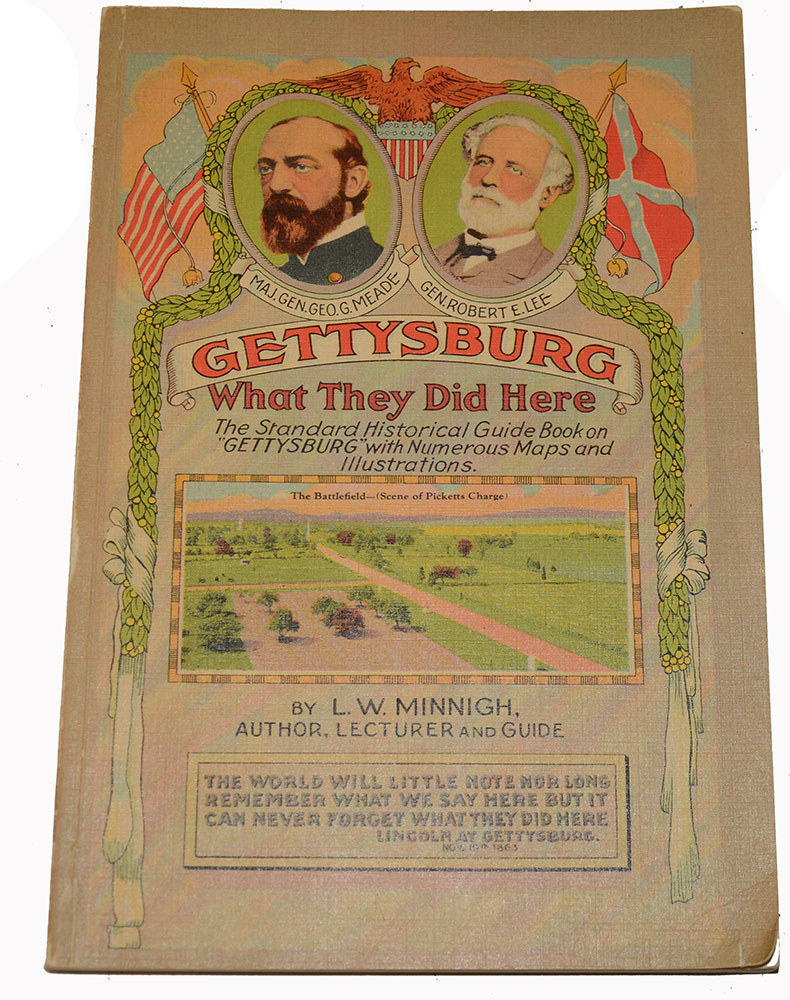 MAJ. GEN. GEO. G. MEADE
GEN. ROBERT E. LEE
GETTYSBURG
What They Did Here
The Standard Historical Guide Book on
"GETTYSBURG" with Numerous Maps and
Illustrations.
The Battlefield—(Scene of Picketts Charge)
BY L. W. MINNIGH,
AUTHOR, LECTURER AND GUIDE
THE WORLD WILL LITTLE NOTE NOR LONG
REMEMBER WHAT WE SAY HERE BUT IT
CAN NEVER FORGET WHAT THEY DID HERE
LINCOLN AT GETTYSBURG.
NOV. 19TH 1863